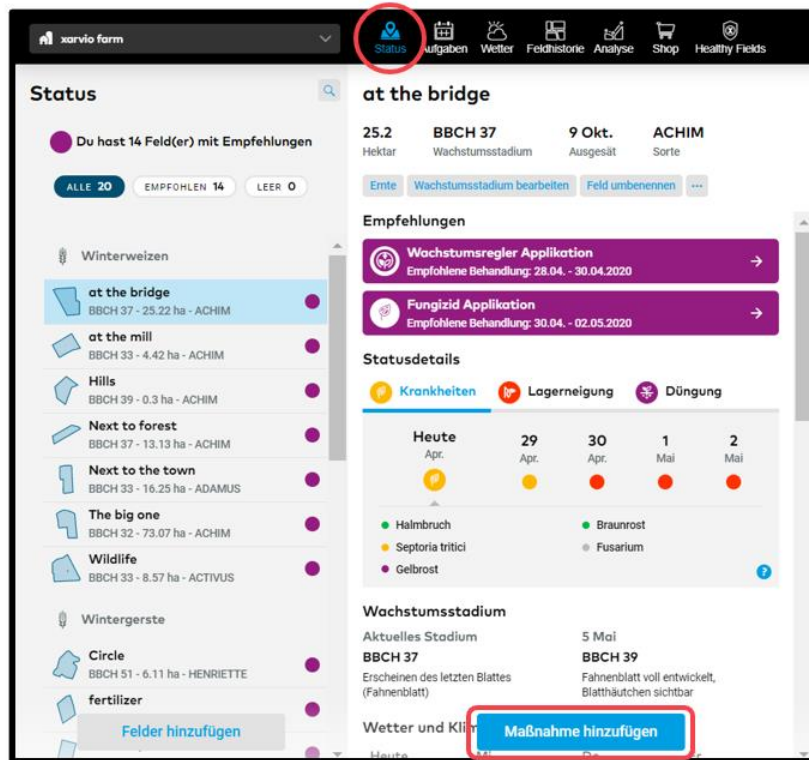 xarvio farm
Status
Aufgaben
Wetter
Feldhistorie
Analyse
Shop
Healthy Fields
Status
Du hast 14 Feld(er) mit Empfehlungen
ALLE 20
EMPFOHLEN 14
LEER 0
Winterweizen
at the bridge
BBCH 37 - 25.22 ha - ACHIM
at the mill
BBCH 33 - 4.42 ha - ACHIM
Hills
BBCH 39 - 0.3 ha - ACHIM
Next to forest
BBCH 37 - 13.13 ha - ACHIM
Next to the town
BBCH 33 - 16.25 ha - ADAMUS
The big one
BBCH 32 - 73.07 ha - ACHIM
Wildlife
BBCH 33 - 8.57 ha - ACTIVUS
Wintergerste
Circle
BBCH 51 - 6.11 ha - HENRIETTE
fertilizer
Felder hinzufügen
at the bridge
25.2 BBCH 37 9 Okt. ACHIM
Hektar Wachstumsstadium Ausgesät Sorte
Ernte
Wachstumsstadium bearbeiten
Feld umbenennen
...
Empfehlungen
Wachstumsregler Applikation
Empfohlene Behandlung: 28.04. - 30.04.2020
Fungizid Applikation
Empfohlene Behandlung: 30.04. - 02.05.2020
Statusdetails
Krankheiten
Lagerneigung
Düngung
Heute 29 30 1 2
Apr. Apr. Apr. Mai Mai
Halmbruch
Septoria tritici
Gelbrost
Braunrost
Fusarium
?
Wachstumsstadium
Aktuelles Stadium
BBCH 37
Erscheinen des letzten Blattes
(Fahnenblatt)
5 Mai
BBCH 39
Fahnenblatt voll entwickelt,
Blatthäutchen sichtbar
Wetter und
Maßnahme hinzufügen
Heute